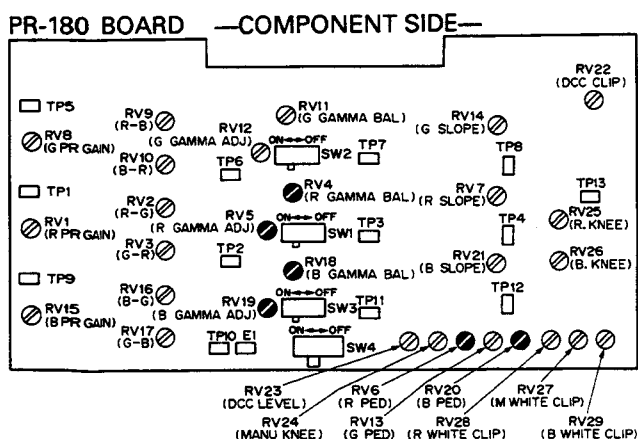 PR-180 BOARD —COMPONENT SIDE—
RV22
(DCC CLIP)
TP5
RV9
(R-B)
RV11
(G GAMMA BAL)
RV14
(G SLOPE)
RV8
(G PR GAIN)
RV12
(G GAMMA ADJ)
ON↔OFF
SW2
TP7
TP8
RV10
(B-R)
TP6
TP1
RV2
(R-G)
RV4
(R GAMMA BAL)
RV7
(R SLOPE)
TP13
RV1
(R PR GAIN)
RV5
(R GAMMA ADJ)
ON↔OFF
SW1
TP3
TP4
RV25
(R. KNEE)
RV3
(G-R)
TP2
RV18
(B GAMMA BAL)
RV21
(B SLOPE)
RV26
(B. KNEE)
TP9
RV16
(B-G)
RV19
(B GAMMA ADJ)
ON↔OFF
SW3
TP11
TP12
RV15
(B PR GAIN)
RV17
(G-B)
TP10 E1
ON↔OFF
SW4
RV23
(DCC LEVEL)
RV6
(R PED)
RV20
(B PED)
RV27
(M WHITE CLIP)
RV24
(MANU KNEE)
RV13
(G PED)
RV28
(R WHITE CLIP)
RV29
(B WHITE CLIP)